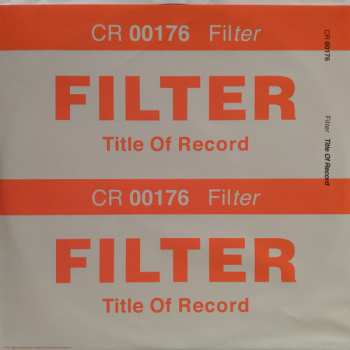 CR 00176 Filter
FILTER
Title Of Record
CR 00176 Filter
FILTER
Title Of Record
CR 00176
Filter Title Of Record